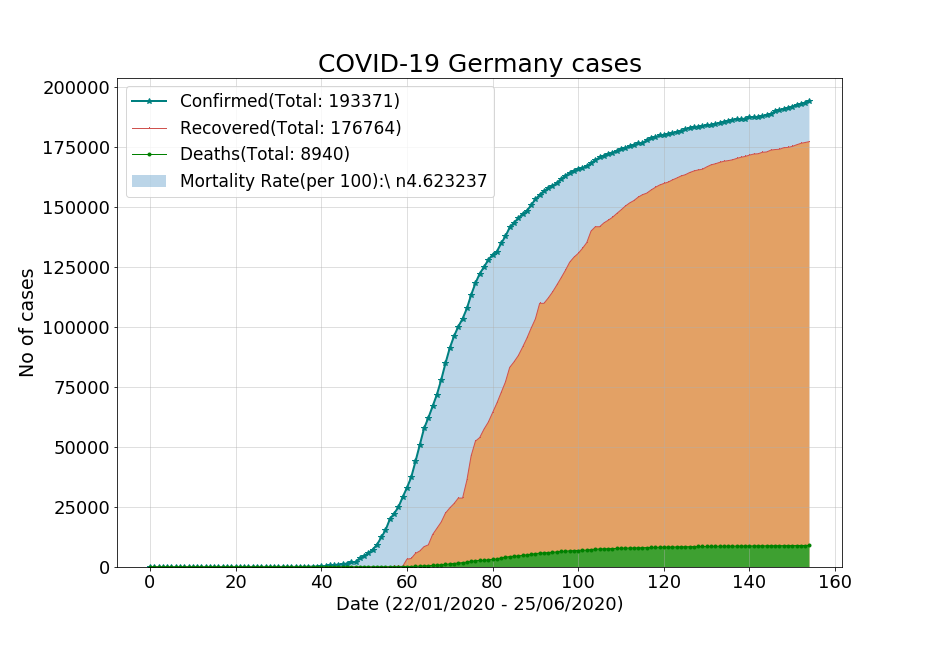 COVID-19 Germany cases
200000
175000
150000
125000
100000
75000
50000
25000
0
No of cases
Confirmed(Total: 193371)
Recovered(Total: 176764)
Deaths(Total: 8940)
Mortality Rate(per 100):\ n4.623237
0 20 40 60 80 100 120 140 160
Date (22/01/2020 - 25/06/2020)